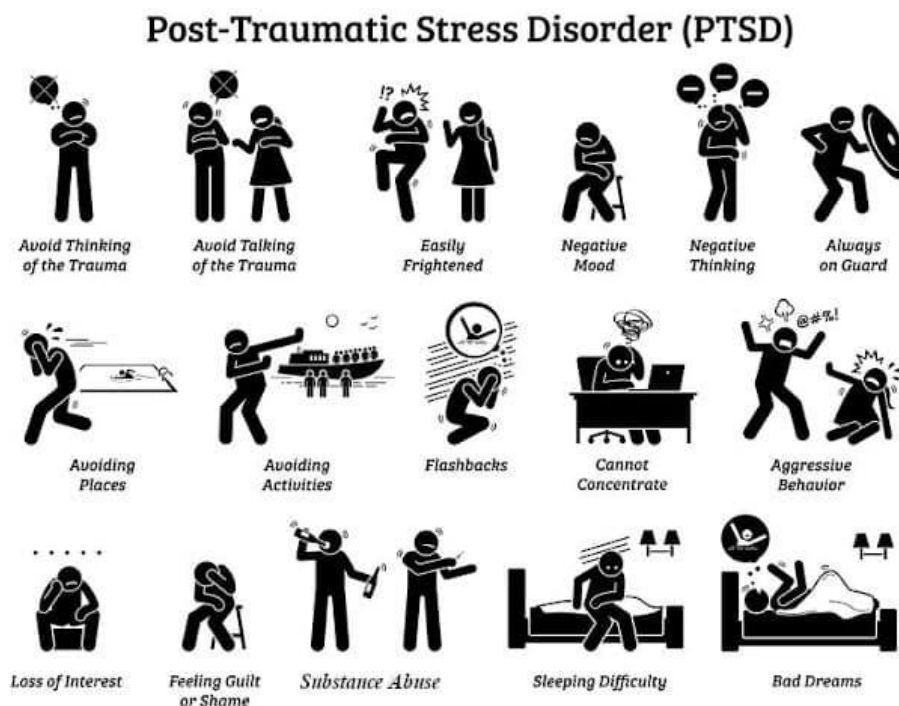 Post-Traumatic Stress Disorder (PTSD)
!?
Avoid Thinking
of the Trauma
Avoid Talking
of the Trauma
Easily
Frightened
Negative
Mood
Negative
Thinking
Always
on Guard
@#%!
Avoiding
Places
Avoiding
Activities
Flashbacks
Cannot
Concentrate
Aggressive
Behavior
Loss of Interest
Feeling Guilt
or Shame
Substance Abuse
Sleeping Difficulty
Bad Dreams